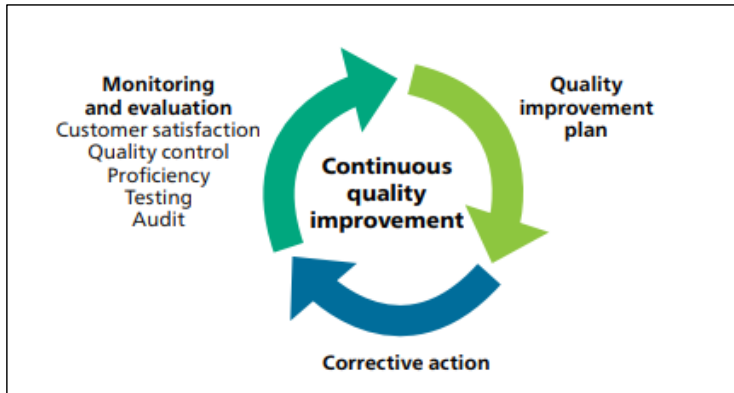 Monitoring
and evaluation
Customer satisfaction
Quality control
Proficiency
Testing
Audit
Continuous
quality
improvement
Quality
improvement
plan
Corrective action